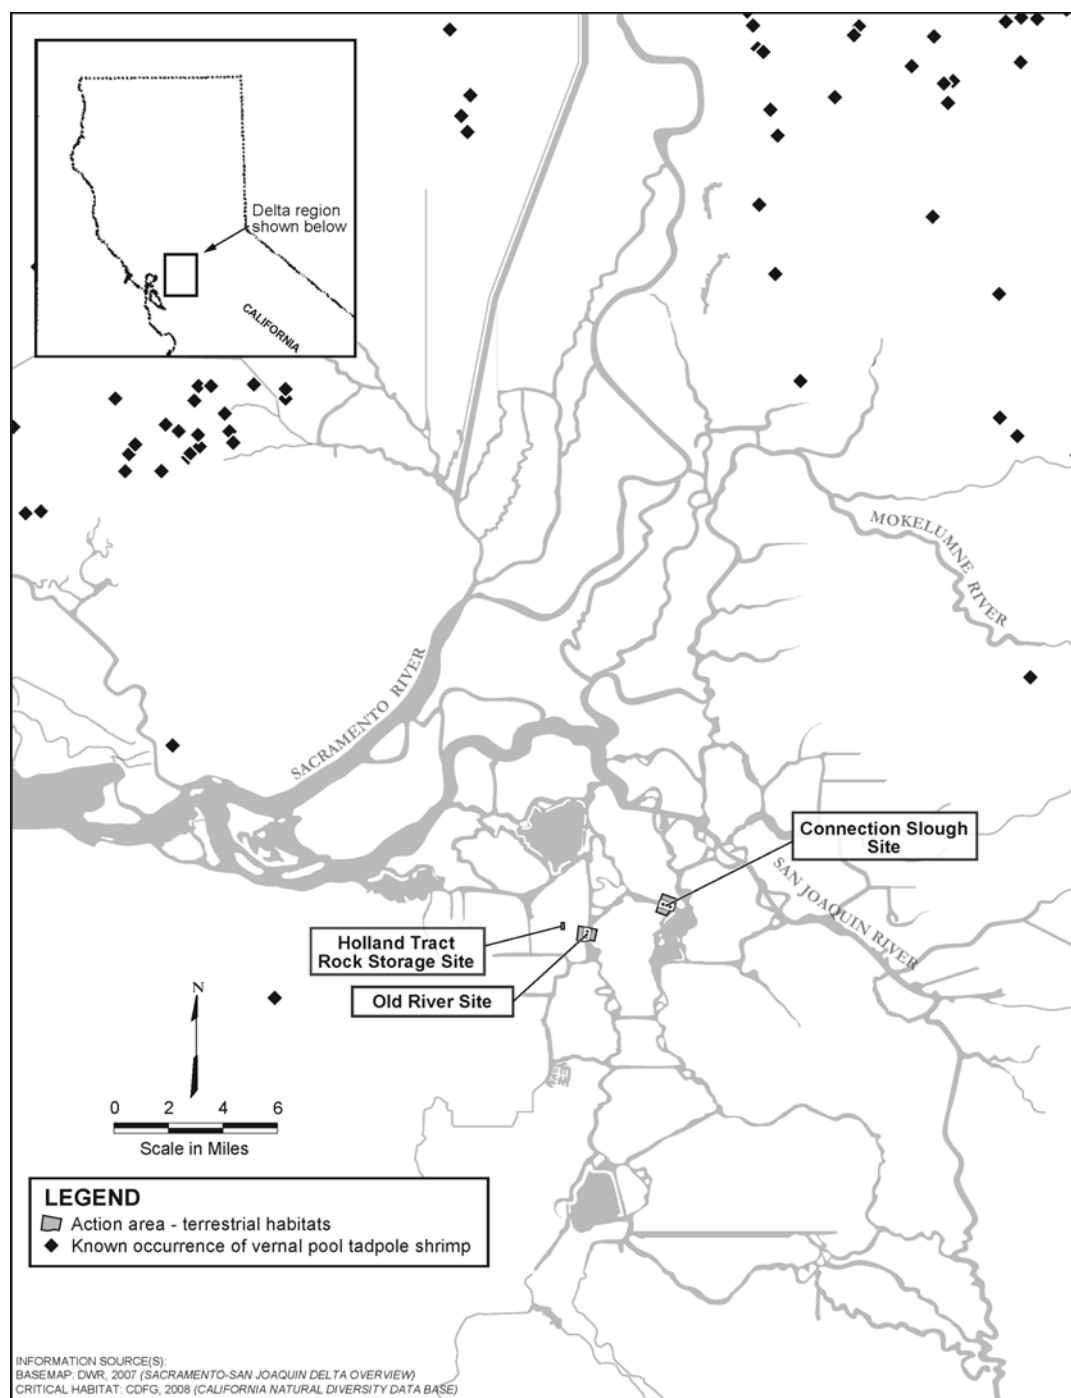 Delta region
shown below
CALIFORNIA
MOKELUMNE RIVER
SACRAMENTO RIVER
Connection Slough
Site
SAN JOAQUIN RIVER
Holland Tract
Rock Storage Site
Old River Site
N
0 2 4 6
Scale in Miles
LEGEND
Action area - terrestrial habitats
Known occurrence of vernal pool tadpole shrimp
INFORMATION SOURCE(S):
BASEMAP: DWR, 2007 (SACRAMENTO-SAN JOAQUIN DELTA OVERVIEW)
CRITICAL HABITAT: CDFG, 2008 (CALIFORNIA NATURAL DIVERSITY DATA BASE)